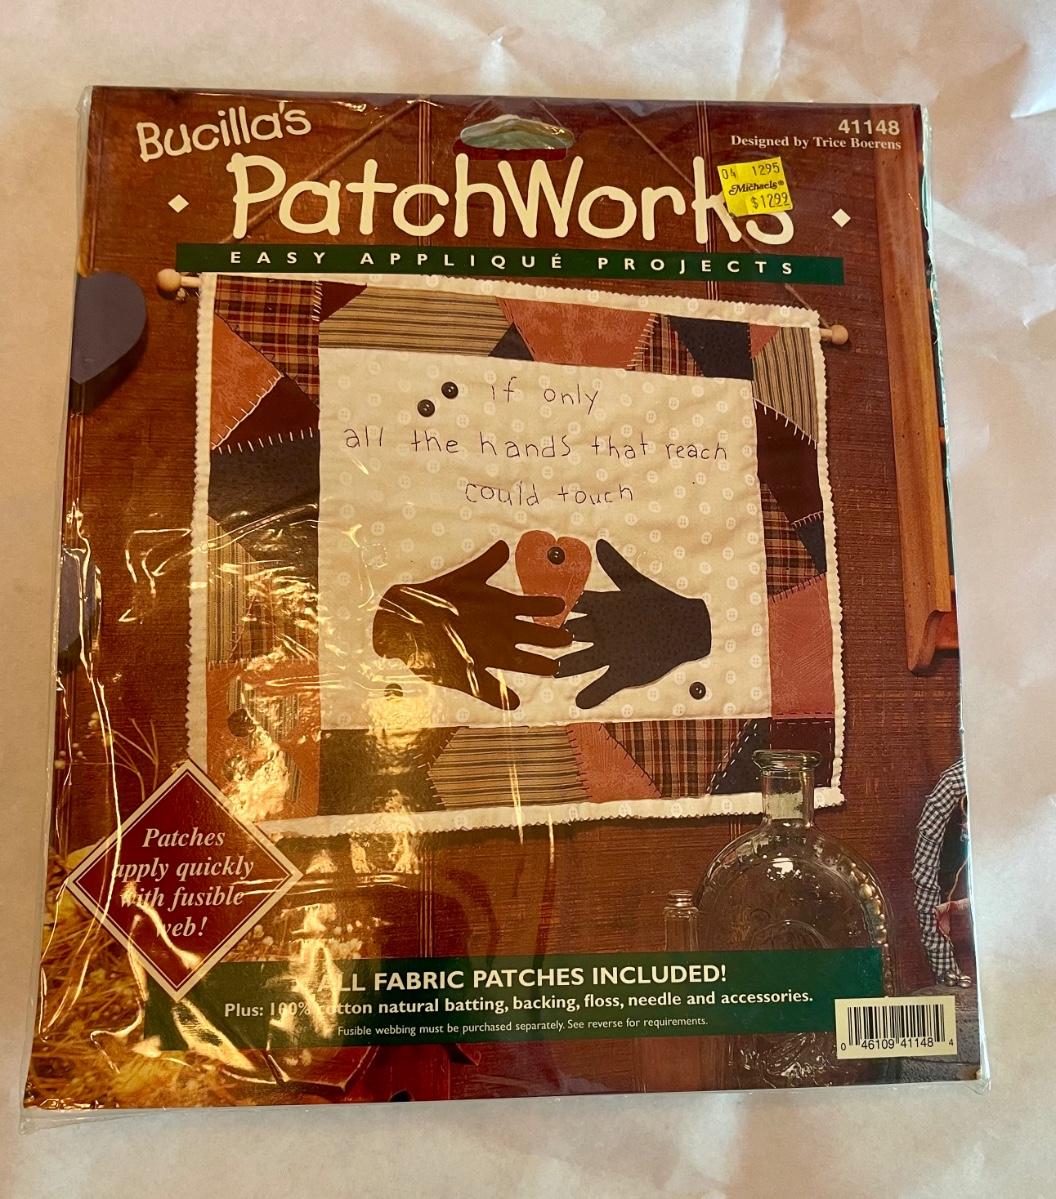 Bucilla's
41148
Designed by Trice Boerens
PatchWorks
04 1295
Michaels®
$12.99
EASY APPLIQUÉ PROJECTS
if only
all the hands that reach
could touch
Patches
apply quickly
with fusible
web!
ALL FABRIC PATCHES INCLUDED!
Plus: 100% cotton natural batting, backing, floss, needle and accessories.
Fusible webbing must be purchased separately. See reverse for requirements.
0 46109 41148 4